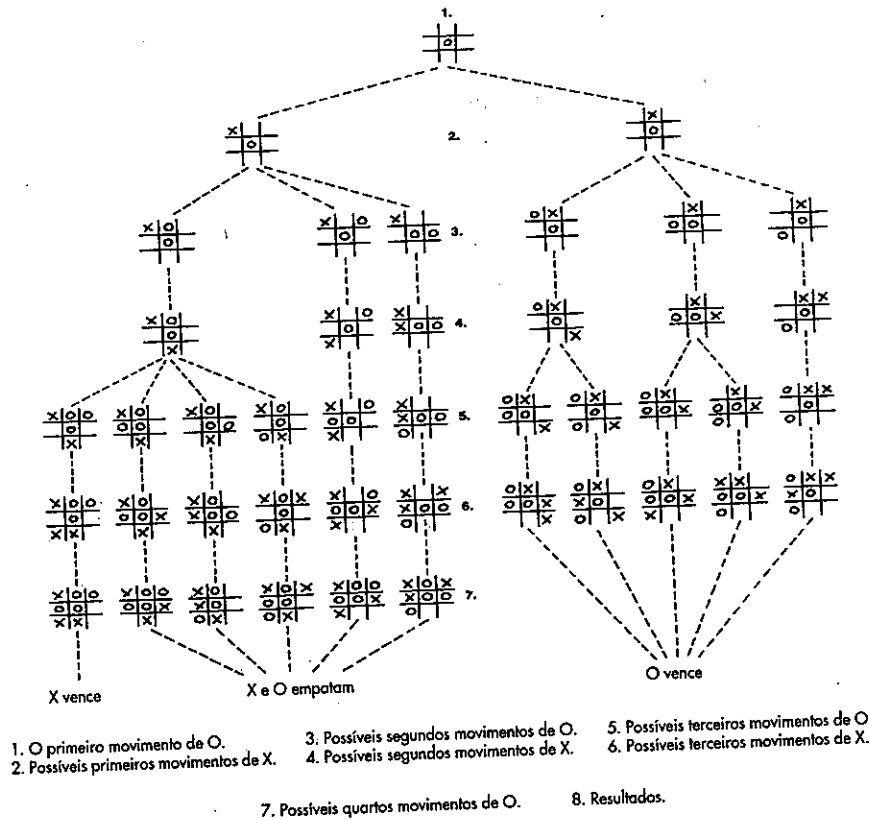 1.
2.
3.
4.
5.
6.
7.
X vence
X e O empatam
O vence
1. O primeiro movimento de O.
2. Possíveis primeiros movimentos de X.
3. Possíveis segundos movimentos de O.
4. Possíveis segundos movimentos de X.
5. Possíveis terceiros movimentos de O
6. Possíveis terceiros movimentos de X.
7. Possíveis quartos movimentos de O.
8. Resultados.